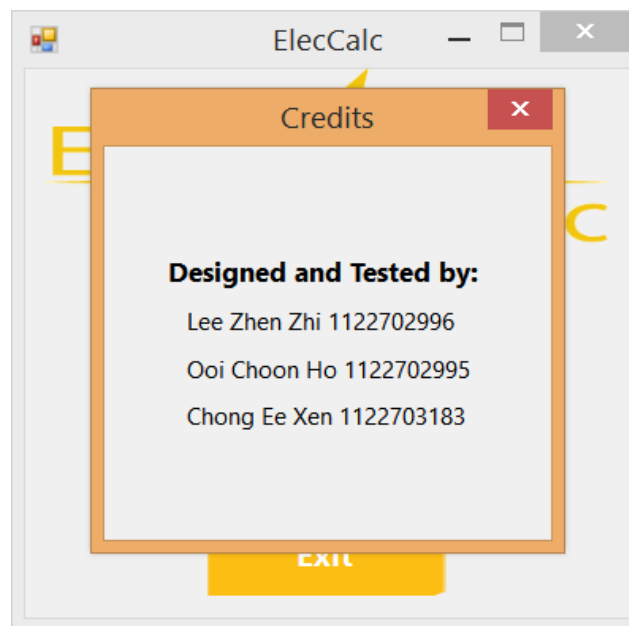 ElecCalc
Credits
E
C
Designed and Tested by:
Lee Zhen Zhi 1122702996
Ooi Choon Ho 1122702995
Chong Ee Xen 1122703183
Exit